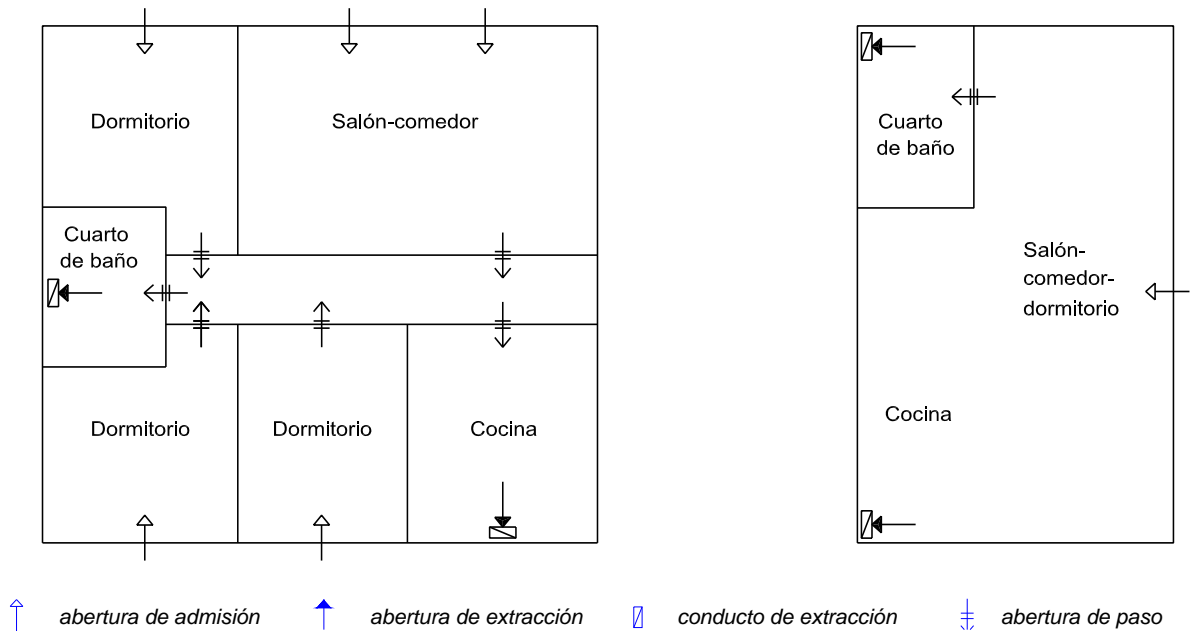 Dormitorio
Salón-comedor
Cuarto
de baño
Cuarto
de baño
Salón-
comedor-
dormitorio
Dormitorio
Dormitorio
Cocina
Cocina
abertura de admisión
abertura de extracción
conducto de extracción
abertura de paso